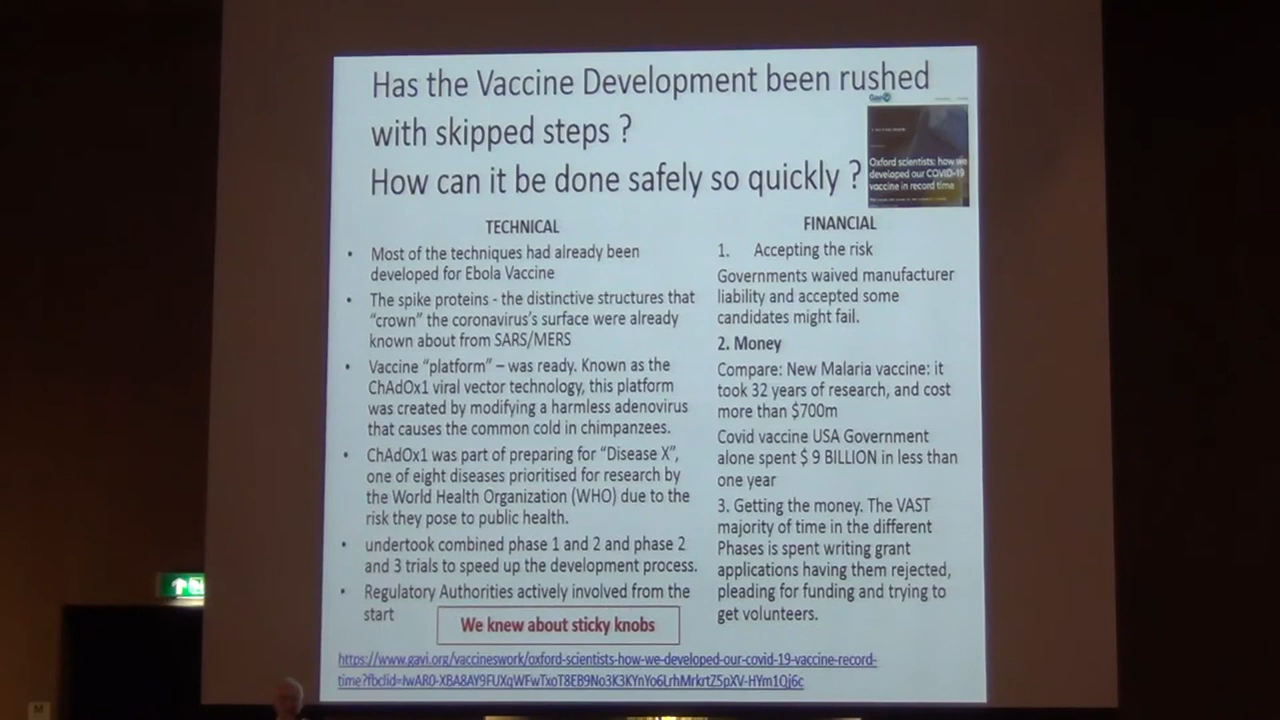 Has the Vaccine Development been rushed
with skipped steps ?
How can it be done safely so quickly ?
Gavi
Oxford scientists: how we
developed our COVID-19
vaccine in record time
TECHNICAL
• Most of the techniques had already been
developed for Ebola Vaccine
• The spike proteins - the distinctive structures that
“crown” the coronavirus’s surface were already
known about from SARS/MERS
• Vaccine “platform” – was ready. Known as the
ChAdOx1 viral vector technology, this platform
was created by modifying a harmless adenovirus
that causes the common cold in chimpanzees.
• ChAdOx1 was part of preparing for “Disease X”,
one of eight diseases prioritised for research by
the World Health Organization (WHO) due to the
risk they pose to public health.
• undertook combined phase 1 and 2 and phase 2
and 3 trials to speed up the development process.
• Regulatory Authorities actively involved from the
start
We knew about sticky knobs
FINANCIAL
1. Accepting the risk
Governments waived manufacturer
liability and accepted some
candidates might fail.
2. Money
Compare: New Malaria vaccine: it
took 32 years of research, and cost
more than $700m
Covid vaccine USA Government
alone spent $ 9 BILLION in less than
one year
3. Getting the money. The VAST
majority of time in the different
Phases is spent writing grant
applications having them rejected,
pleading for funding and trying to
get volunteers.
https://www.gavi.org/vaccineswork/oxford-scientists-how-we-developed-our-covid-19-vaccine-record-
M